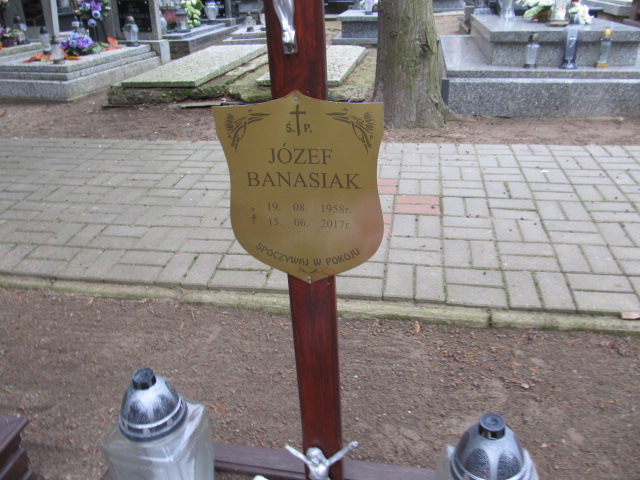 Ś. P.
JÓZEF
BANASIAK
* 19. 08. 1958r.
† 15. 06. 2017r.
SPOCZYWAJ W POKOJU